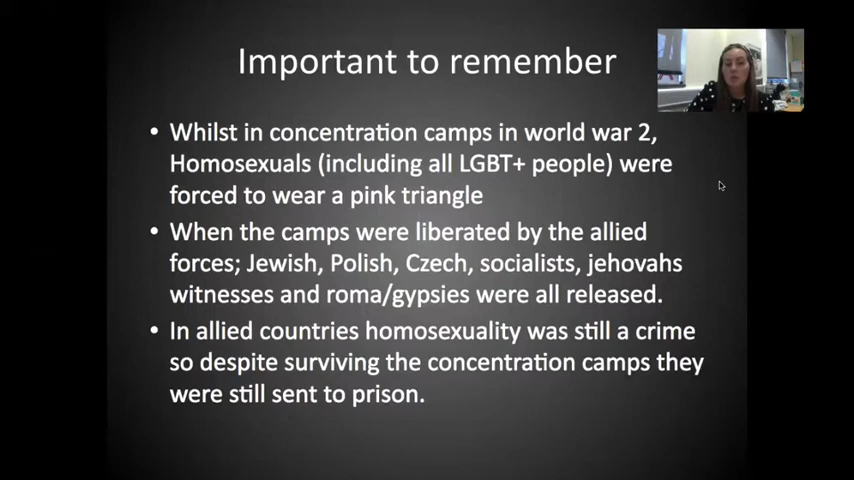 Important to remember
• Whilst in concentration camps in world war 2,
Homosexuals (including all LGBT+ people) were
forced to wear a pink triangle
• When the camps were liberated by the allied
forces; Jewish, Polish, Czech, socialists, jehovahs
witnesses and roma/gypsies were all released.
• In allied countries homosexuality was still a crime
so despite surviving the concentration camps they
were still sent to prison.